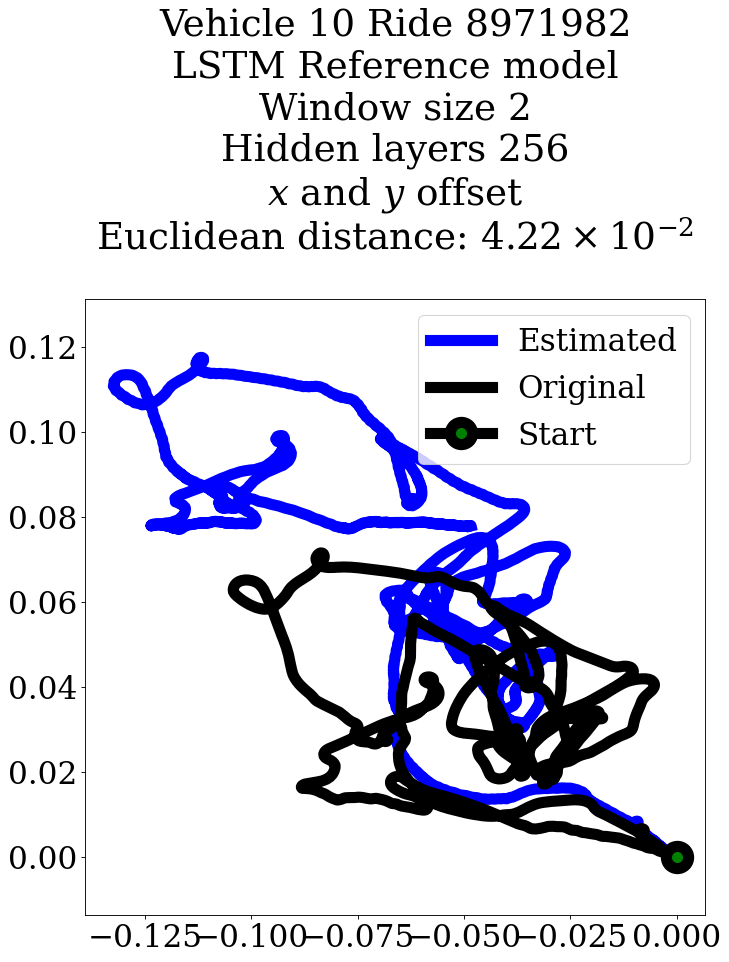 Vehicle 10 Ride 8971982
LSTM Reference model
Window size 2
Hidden layers 256
x and y offset
Euclidean distance: 4.22 × 10⁻²
Estimated
Original
Start
0.12
0.10
0.08
0.06
0.04
0.02
0.00
−0.125 −0.100 −0.075 −0.050 −0.025 0.000